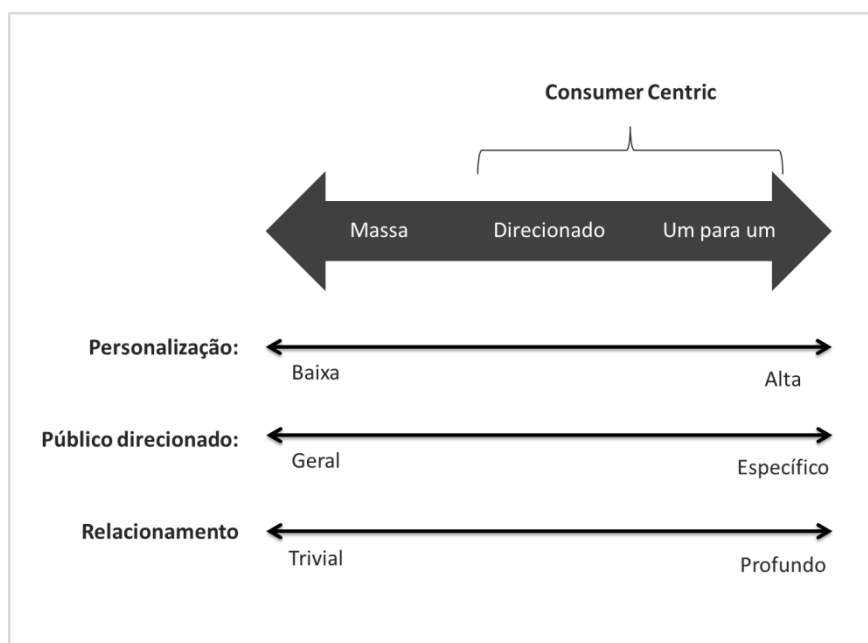 Consumer Centric
Massa Direcionado Um para um
Personalização:
Baixa Alta
Público direcionado:
Geral Específico
Relacionamento
Trivial Profundo